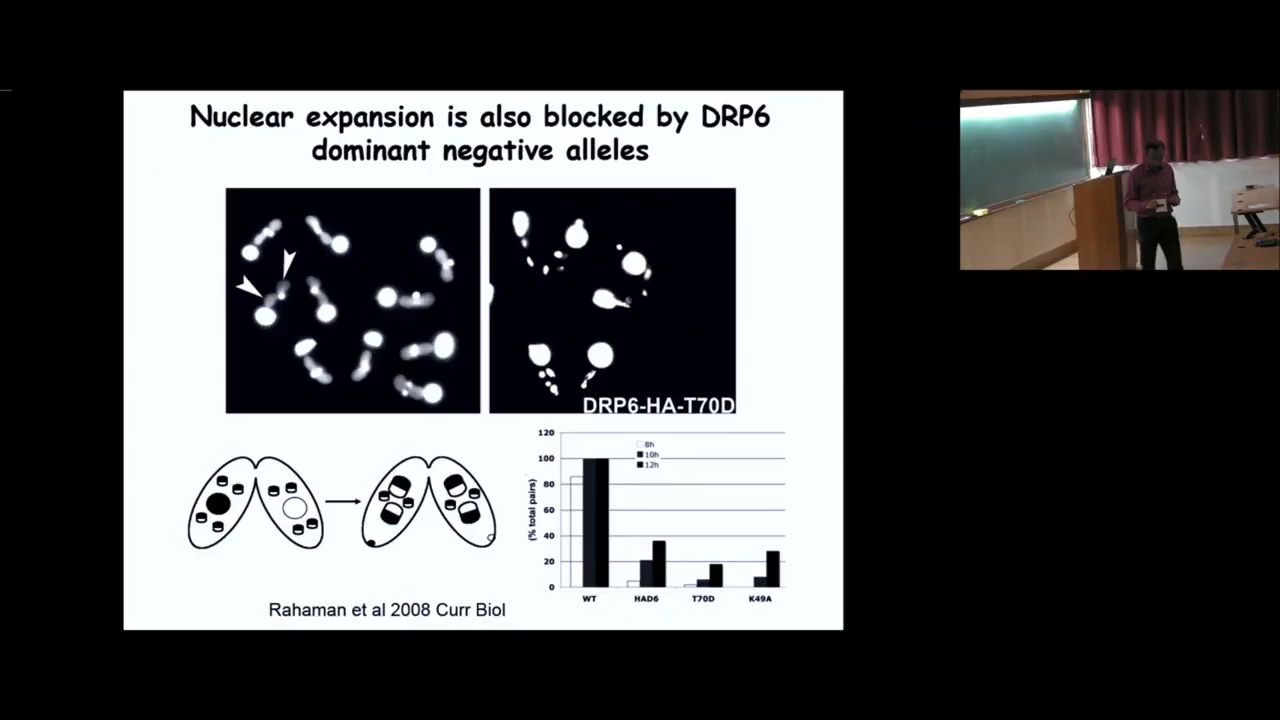 Nuclear expansion is also blocked by DRP6
dominant negative alleles
DRP6-HA-T70D
120
100
80
60
40
20
0
(% total pairs)
8h
10h
12h
WT
HAD6
T70D
K49A
Rahaman et al 2008 Curr Biol